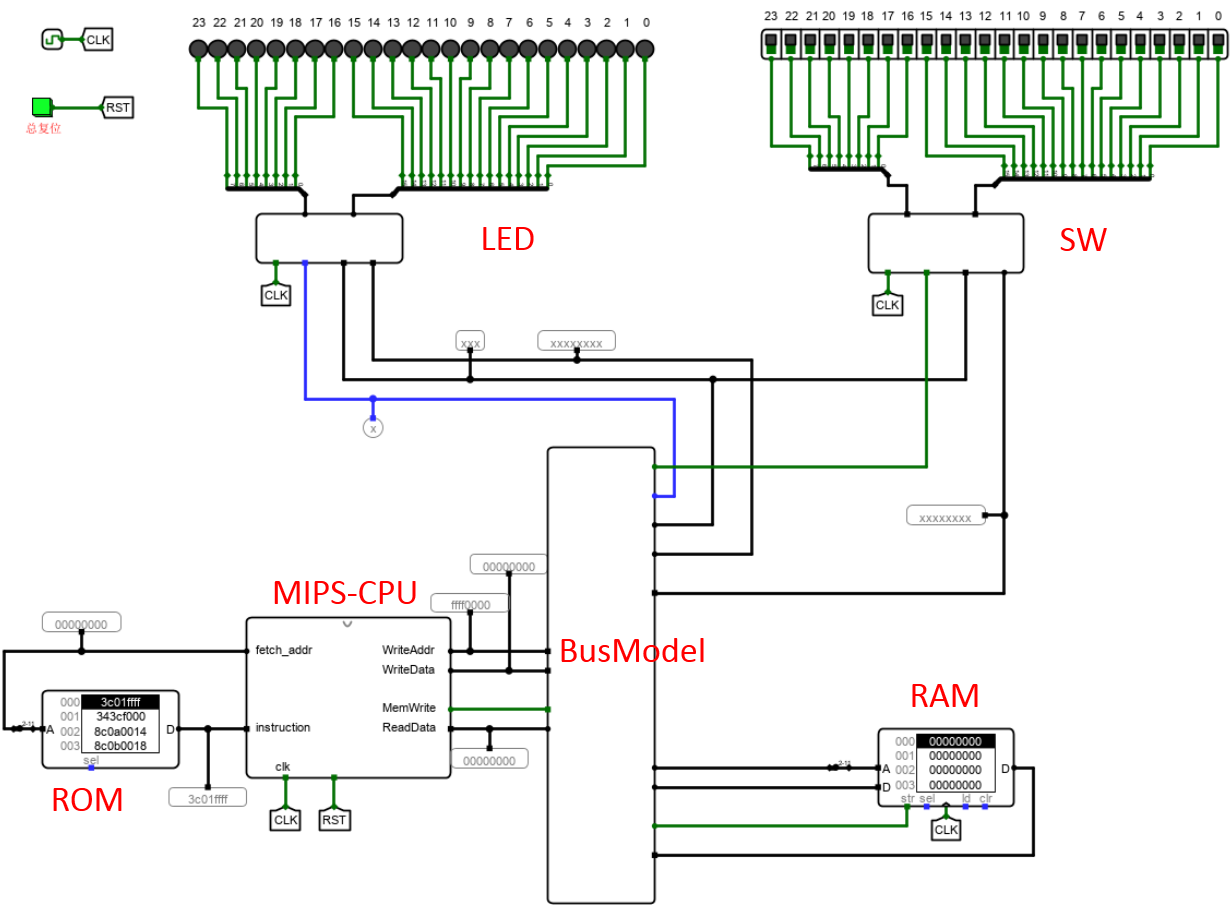 23 22 21 20 19 18 17 16 15 14 13 12 11 10 9 8 7 6 5 4 3 2 1 0
23 22 21 20 19 18 17 16 15 14 13 12 11 10 9 8 7 6 5 4 3 2 1 0
CLK
RST
总复位
LED
SW
CLK
CLK
xxx
xxxxxxxx
x
xxxxxxxx
00000000
MIPS-CPU
ffff0000
00000000
BusModel
fetch_addr
WriteAddr
WriteData
MemWrite
instruction
ReadData
clk
00000000
2-11
A
000 3c01ffff
001 343cf000
002 8c0a0014
003 8c0b0018
D
sel
ROM
3c01ffff
CLK
RST
RAM
2-11
A
D
000 00000000
001 00000000
002 00000000
003 00000000
D
str sel ld clr
CLK